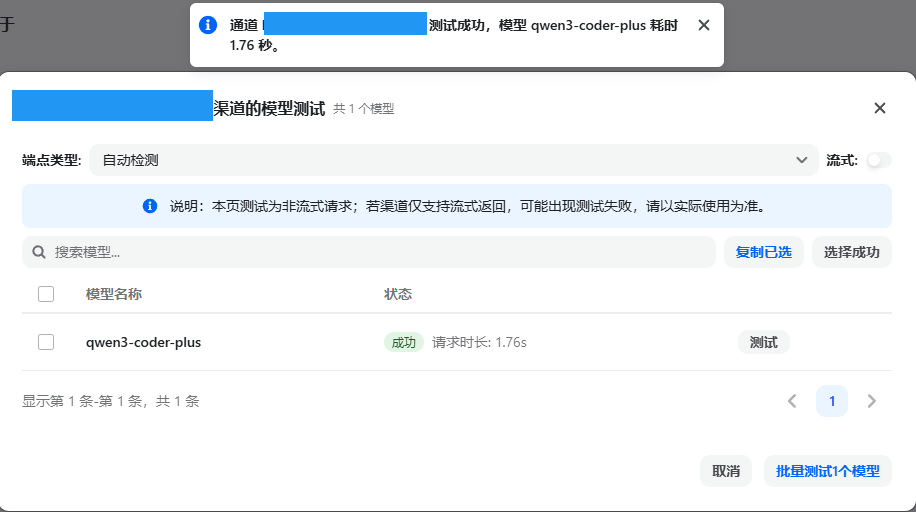 于
通道 测试成功，模型 qwen3-coder-plus 耗时
1.76 秒。
渠道的模型测试 共 1 个模型
端点类型: 自动检测 流式:
说明：本页测试为非流式请求；若渠道仅支持流式返回，可能出现测试失败，请以实际使用为准。
搜索模型... 复制已选 选择成功
模型名称 状态
qwen3-coder-plus 成功 请求时长: 1.76s 测试
显示第 1 条-第 1 条，共 1 条 1
取消 批量测试1个模型